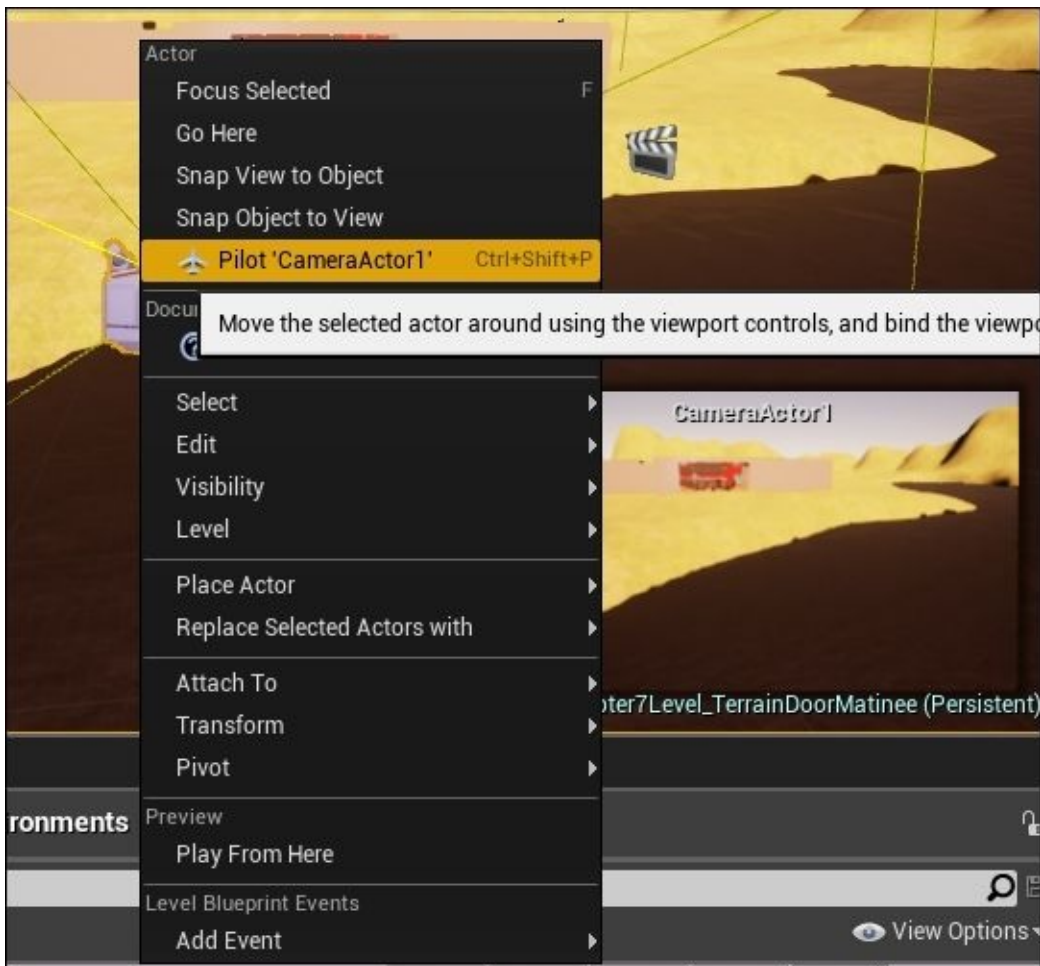 Actor
Focus Selected F
Go Here
Snap View to Object
Snap Object to View
Pilot 'CameraActor1' Ctrl+Shift+P
Docu
Move the selected actor around using the viewport controls, and bind the viewpo
Select
Edit
Visibility
Level
Place Actor
Replace Selected Actors with
Attach To
Transform
Pivot
Preview
Play From Here
Level Blueprint Events
Add Event
CameraActor1
pter7Level_TerrainDoorMatinee (Persistent)
ronments
View Options